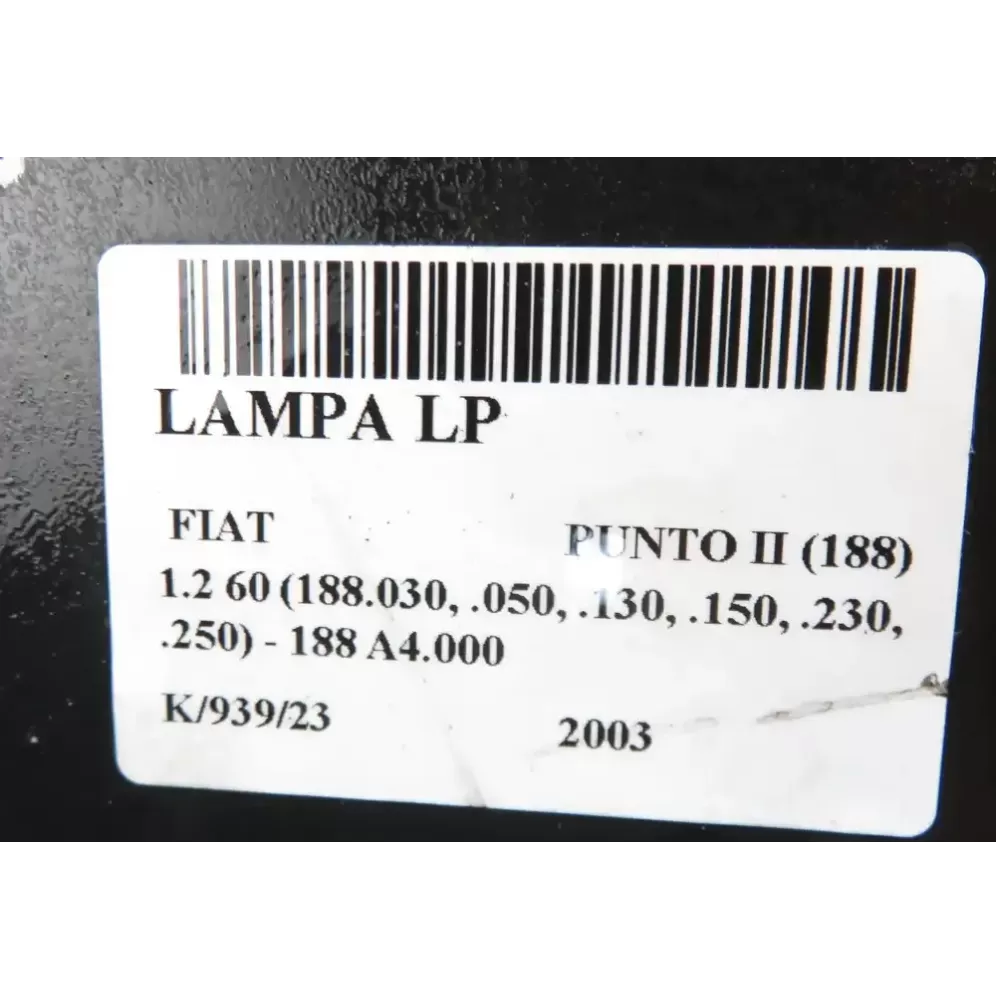 LAMPA LP
FIAT PUNTO II (188)
1.2 60 (188.030, .050, .130, .150, .230,
.250) - 188 A4.000
K/939/23 2003